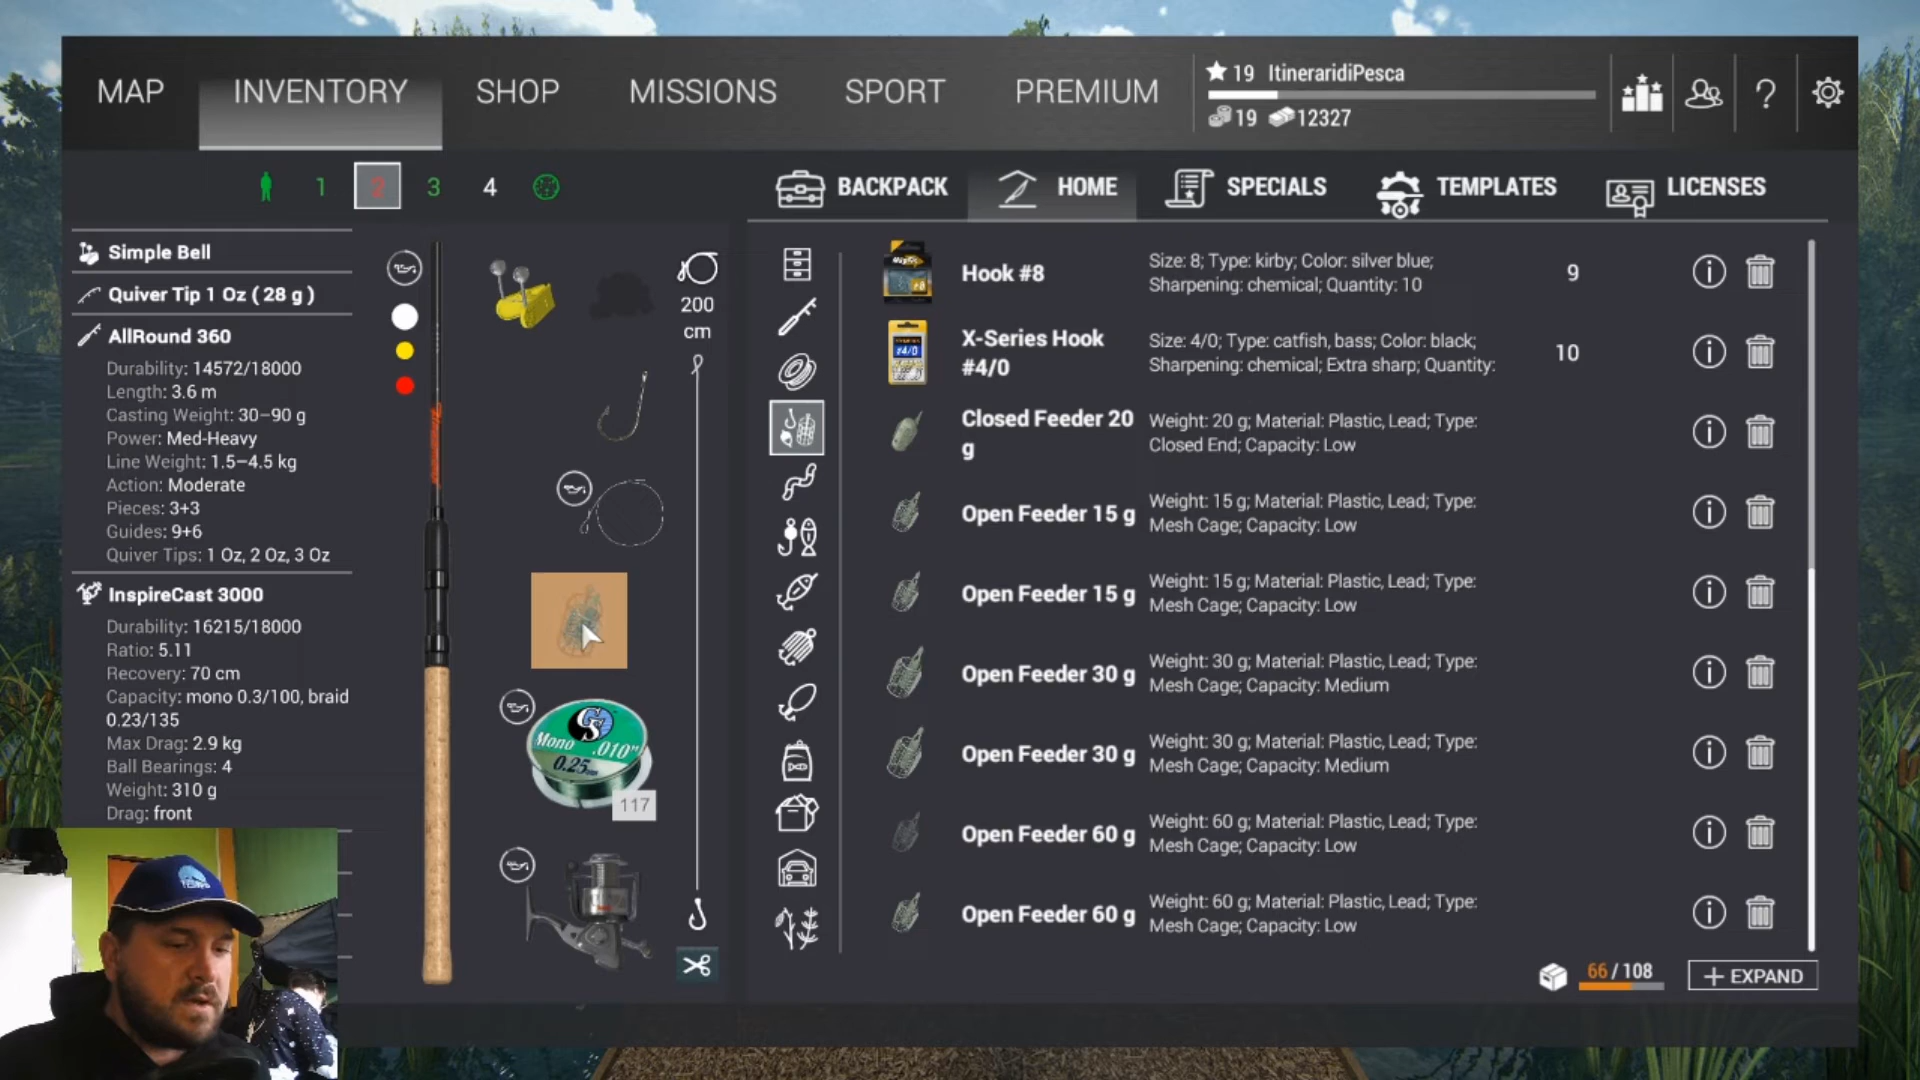 MAP INVENTORY SHOP MISSIONS SPORT PREMIUM
19 ItineraridiPesca
19 12327
?
1 2 3 4
BACKPACK HOME SPECIALS TEMPLATES LICENSES
Simple Bell
Quiver Tip 1 Oz ( 28 g )
AllRound 360
Durability: 14572/18000
Length: 3.6 m
Casting Weight: 30–90 g
Power: Med-Heavy
Line Weight: 1.5–4.5 kg
Action: Moderate
Pieces: 3+3
Guides: 9+6
Quiver Tips: 1 Oz, 2 Oz, 3 Oz
InspireCast 3000
Durability: 16215/18000
Ratio: 5.11
Recovery: 70 cm
Capacity: mono 0.3/100, braid
0.23/135
Max Drag: 2.9 kg
Ball Bearings: 4
Weight: 310 g
Drag: front
200
cm
GS
Mono .010"
0.25mm
117
Hook #8
Size: 8; Type: kirby; Color: silver blue;
Sharpening: chemical; Quantity: 10
9
X-Series Hook
#4/0
#4/0
Size: 4/0; Type: catfish, bass; Color: black;
Sharpening: chemical; Extra sharp; Quantity:
10
Closed Feeder 20
g
Weight: 20 g; Material: Plastic, Lead; Type:
Closed End; Capacity: Low
Open Feeder 15 g
Weight: 15 g; Material: Plastic, Lead; Type:
Mesh Cage; Capacity: Low
Open Feeder 15 g
Weight: 15 g; Material: Plastic, Lead; Type:
Mesh Cage; Capacity: Low
Open Feeder 30 g
Weight: 30 g; Material: Plastic, Lead; Type:
Mesh Cage; Capacity: Medium
Open Feeder 30 g
Weight: 30 g; Material: Plastic, Lead; Type:
Mesh Cage; Capacity: Medium
Open Feeder 60 g
Weight: 60 g; Material: Plastic, Lead; Type:
Mesh Cage; Capacity: Low
Open Feeder 60 g
Weight: 60 g; Material: Plastic, Lead; Type:
Mesh Cage; Capacity: Low
66 / 108
+ EXPAND